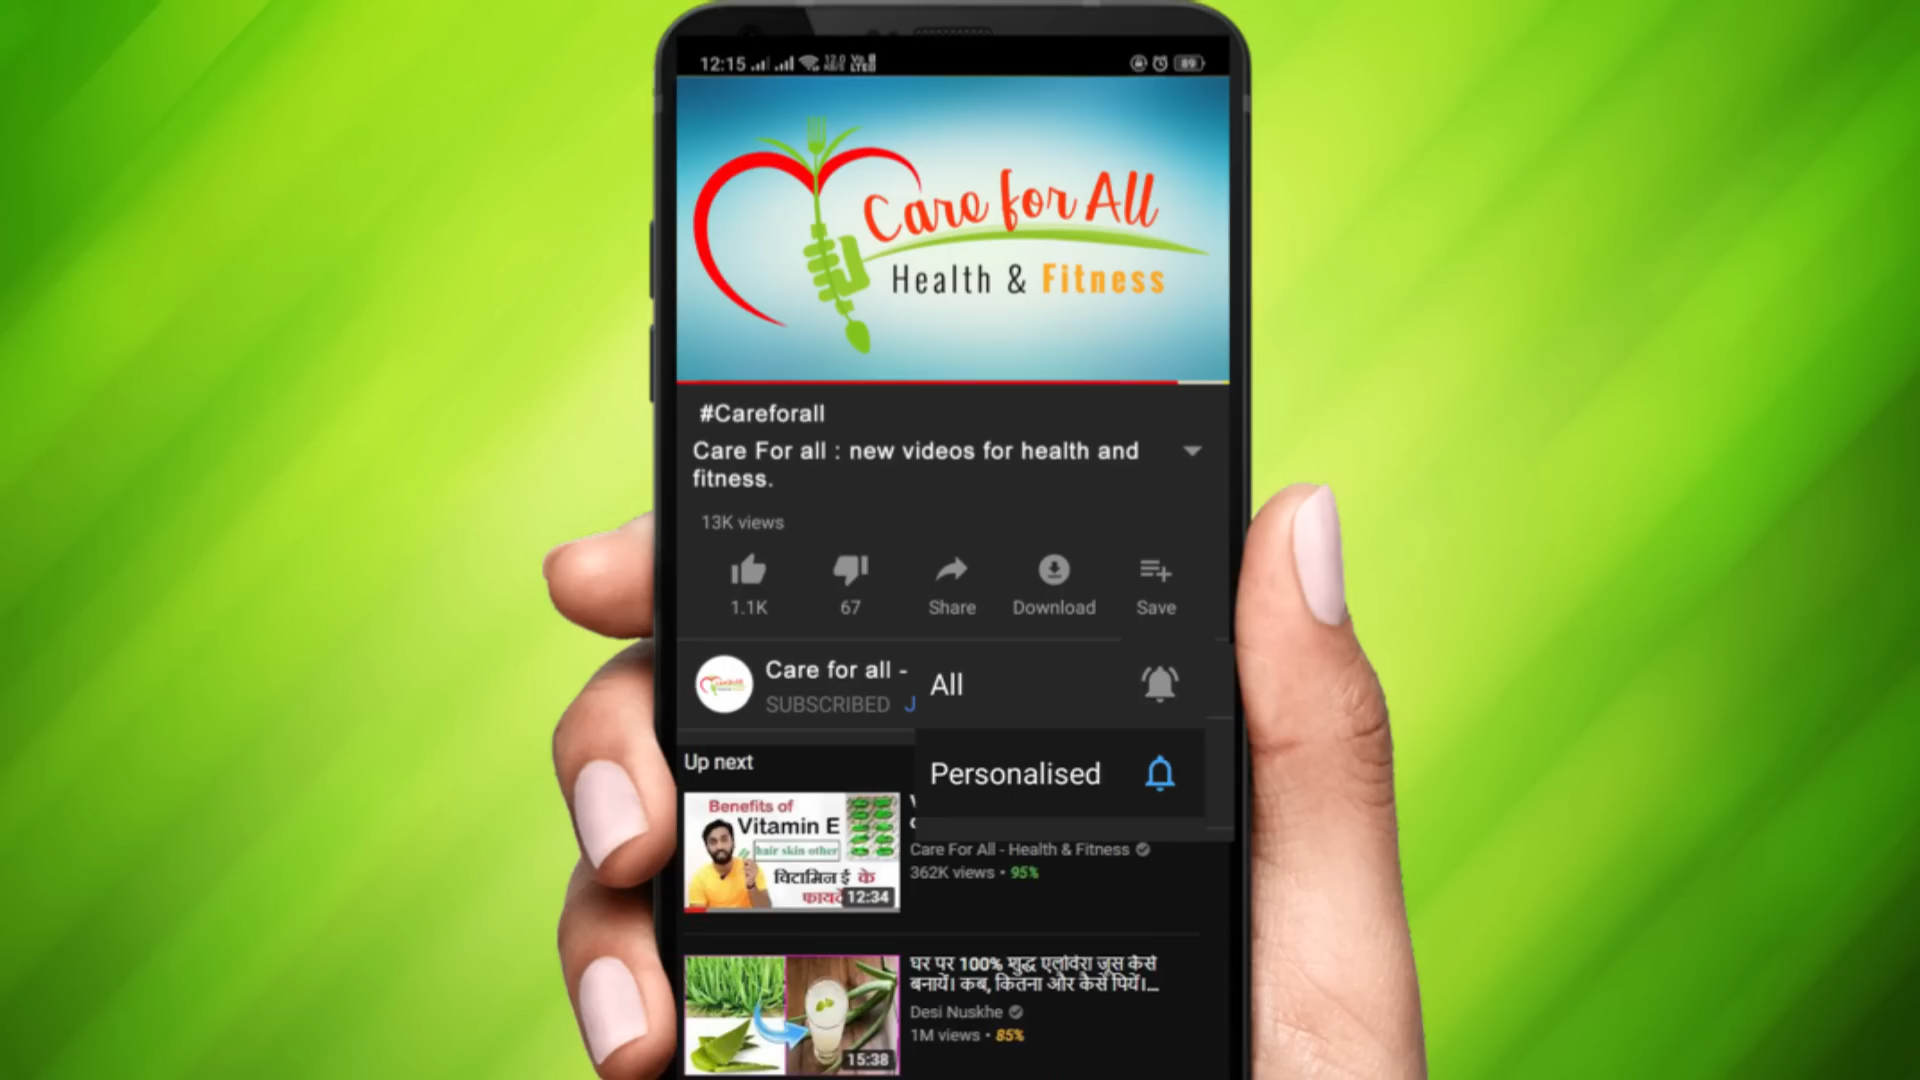 12:15
89
Care for All
Health & Fitness
#Careforall
Care For all : new videos for health and
fitness.
13K views
1.1K
67
Share
Download
Save
Care for all -
SUBSCRIBED
All
Personalised
Up next
Benefits of
Vitamin E
hair skin other
विटामिन ई के
12:34
Care For All - Health & Fitness
362K views • 95%
घर पर 100% शुद्ध एलोवेरा जूस कैसे
बनायें। कब, कितना और कैसे पियें।...
Desi Nuskhe
1M views • 85%
15:38